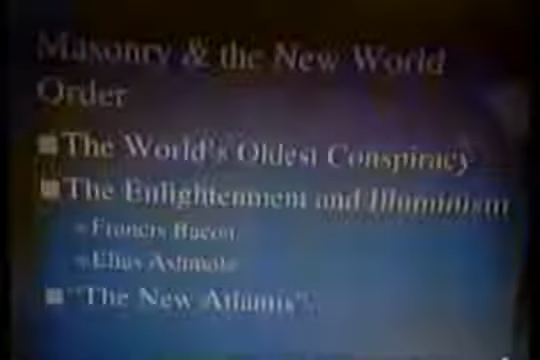 Masonry & the New World
Order
The World's Oldest Conspiracy
The Enlightenment and Illuminism
Francis Bacon
Elias Ashmole
"The New Atlantis"